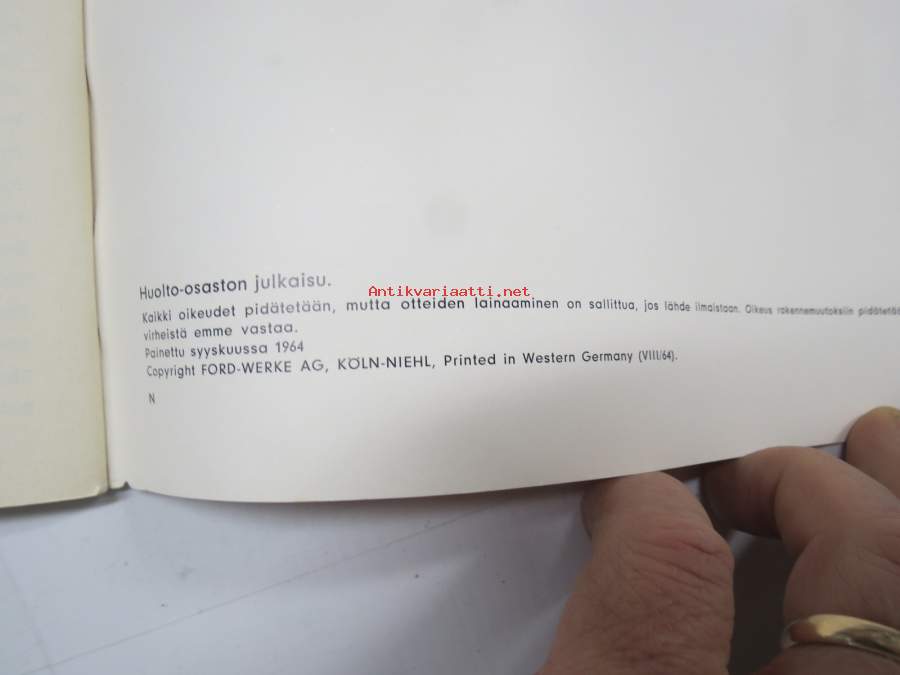 Huolto-osaston julkaisu.
Antikvariaatti.net
Kaikki oikeudet pidätetään, mutta otteiden lainaaminen on sallittua, jos lähde ilmaistaan. Oikeus rakennemuutoksiin pidätetää
virheistä emme vastaa.
Painettu syyskuussa 1964
Copyright FORD-WERKE AG, KÖLN-NIEHL, Printed in Western Germany (VIII/64).
N